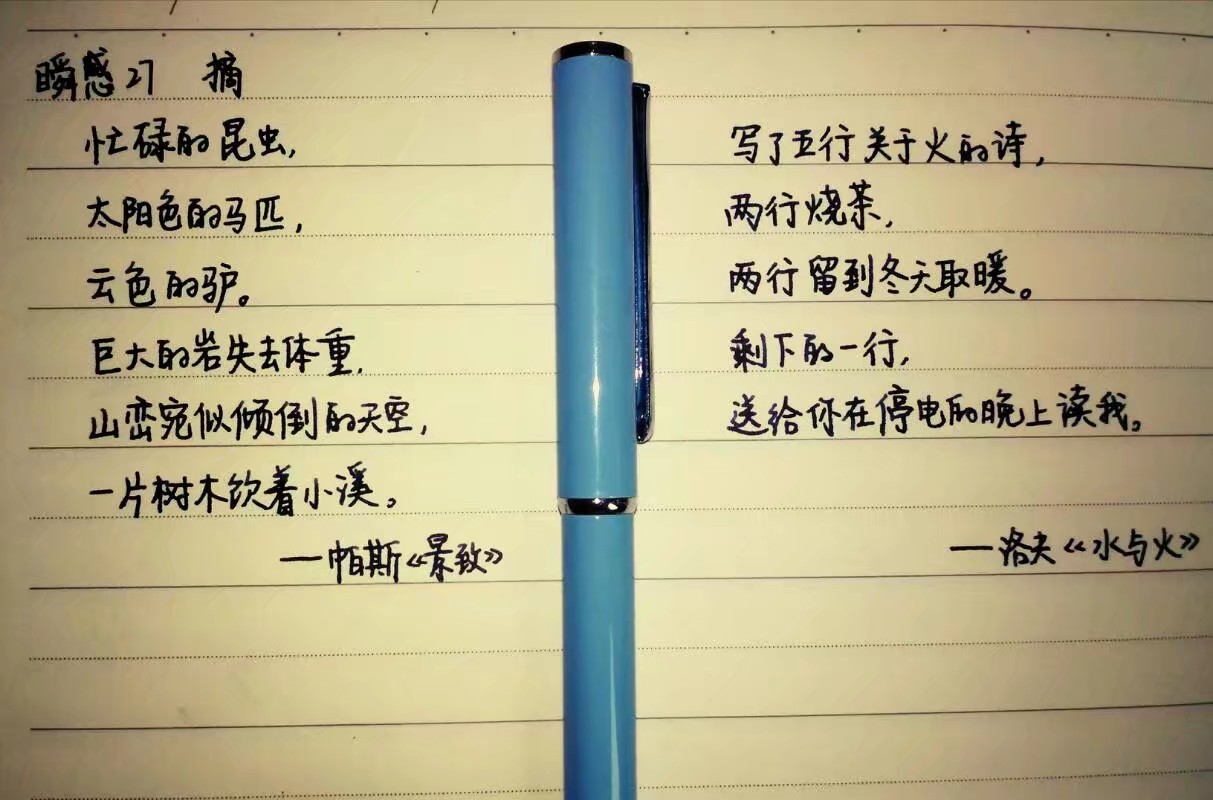 瞬感27 摘
忙碌的昆虫,
太阳色的马匹,
云色的驴。
巨大的岩失去体重,
山峦宛似倾倒的天空,
一片树木饮着小溪。
—帕斯《景致》
写了五行关于火的诗,
两行烧茶,
两行留到冬天取暖。
剩下的一行,
送给你在停电的晚上读我。
—洛夫《水与火》